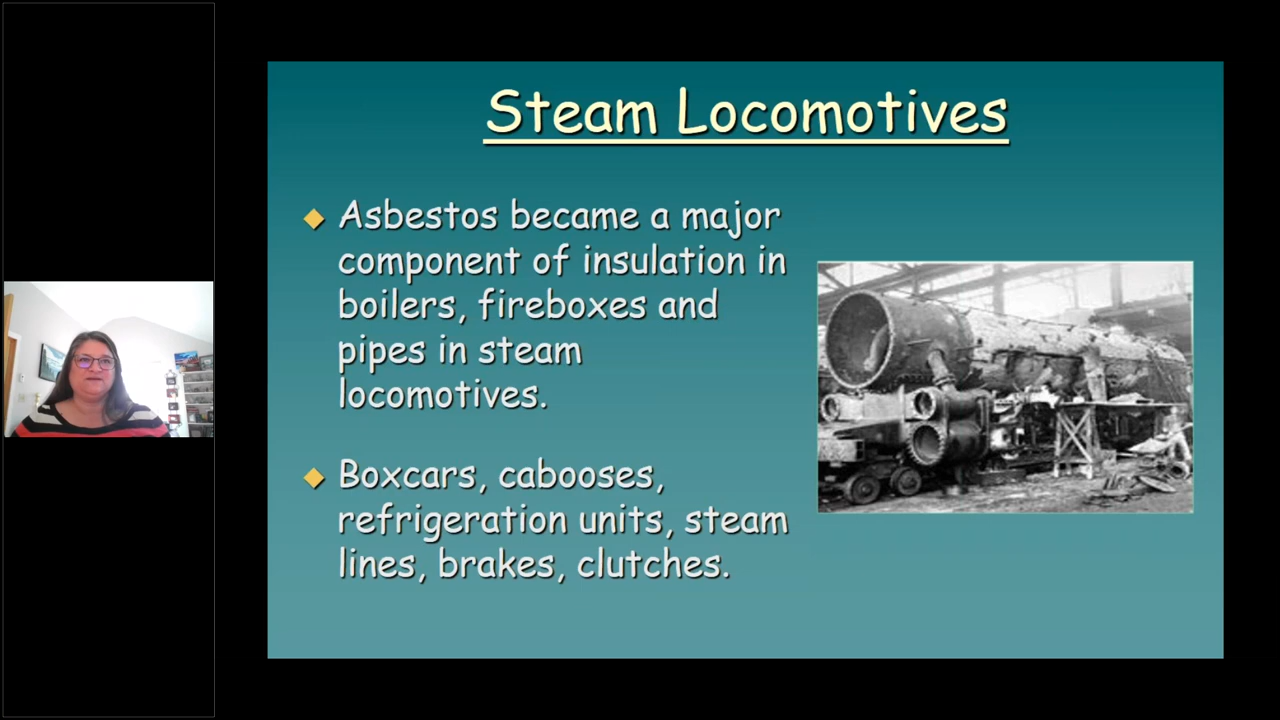 Steam Locomotives
Asbestos became a major
component of insulation in
boilers, fireboxes and
pipes in steam
locomotives.
Boxcars, cabooses,
refrigeration units, steam
lines, brakes, clutches.